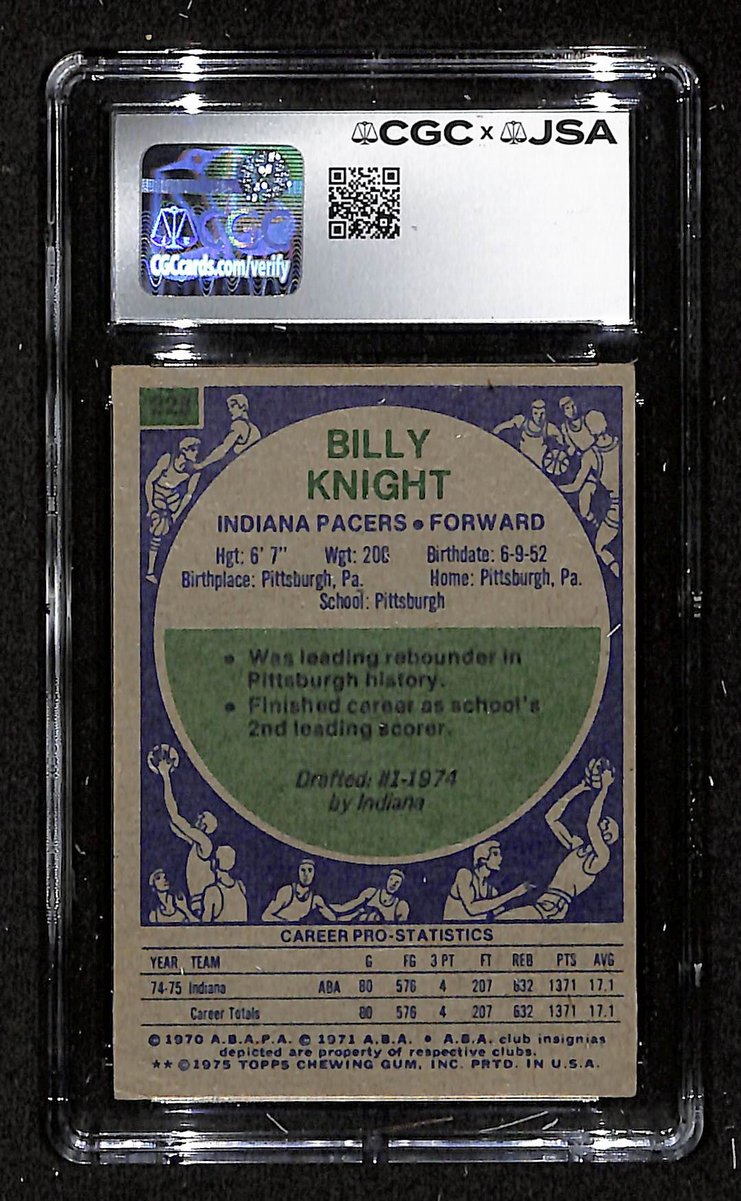 CGC x JSA
CGC
CGCcards.com/verify
BILLY
KNIGHT
INDIANA PACERS • FORWARD
Hgt: 6' 7" Wgt: 200 Birthdate: 6-9-52
Birthplace: Pittsburgh, Pa. Home: Pittsburgh, Pa.
School: Pittsburgh
• Was leading rebounder in
Pittsburgh history.
• Finished career as school's
2nd leading scorer.
Drafted: #1-1974
by Indiana
CAREER PRO-STATISTICS
YEAR TEAM G FG 3 PT FT REB PTS AVG
74-75 Indiana ABA 80 576 4 207 632 1371 17.1
Career Totals 80 576 4 207 632 1371 17.1
© 1970 A.B.A.P.A. © 1971 A.B.A. • A.B.A. club insignias
depicted are property of respective clubs.
★★ © 1975 TOPPS CHEWING GUM, INC. PRTD. IN U.S.A.